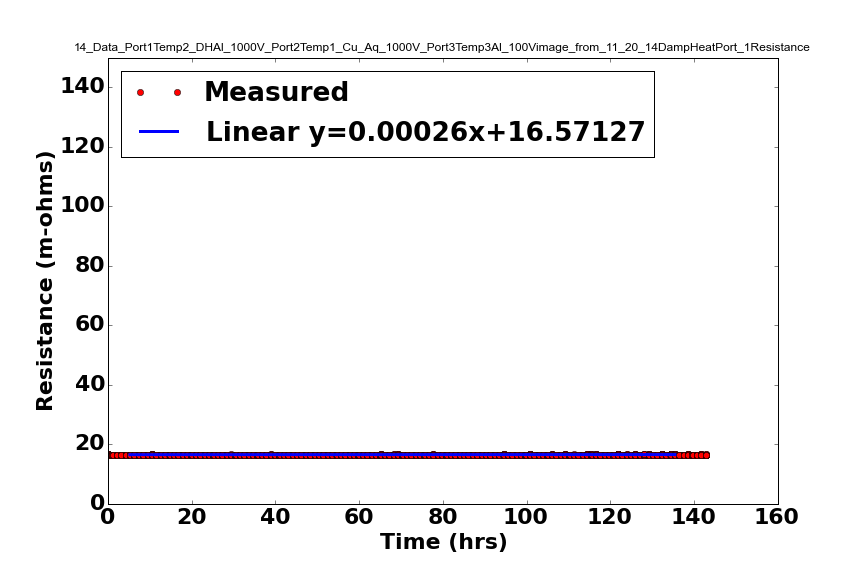 14_Data_Port1Temp2_DHAI_1000V_Port2Temp1_Cu_Aq_1000V_Port3Temp3AI_100Vimage_from_11_20_14DampHeatPort_1Resistance
Measured
Linear y=0.00026x+16.57127
Resistance (m-ohms)
140
120
100
80
60
40
20
0
0 20 40 60 80 100 120 140 160
Time (hrs)